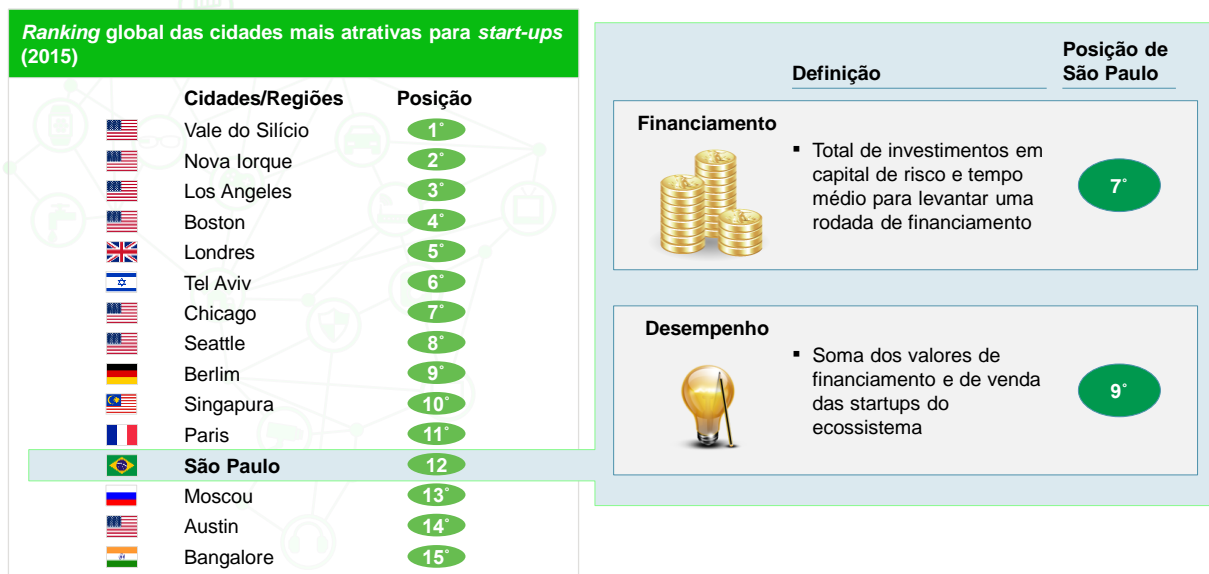 Ranking global das cidades mais atrativas para start-ups
(2015)
Cidades/Regiões Posição
Vale do Silício 1°
Nova Iorque 2°
Los Angeles 3°
Boston 4°
Londres 5°
Tel Aviv 6°
Chicago 7°
Seattle 8°
Berlim 9°
Singapura 10°
Paris 11°
São Paulo 12
Moscou 13°
Austin 14°
Bangalore 15°
Definição
Posição de
São Paulo
Financiamento
▪ Total de investimentos em
capital de risco e tempo
médio para levantar uma
rodada de financiamento
7°
Desempenho
▪ Soma dos valores de
financiamento e de venda
das startups do
ecossistema
9°